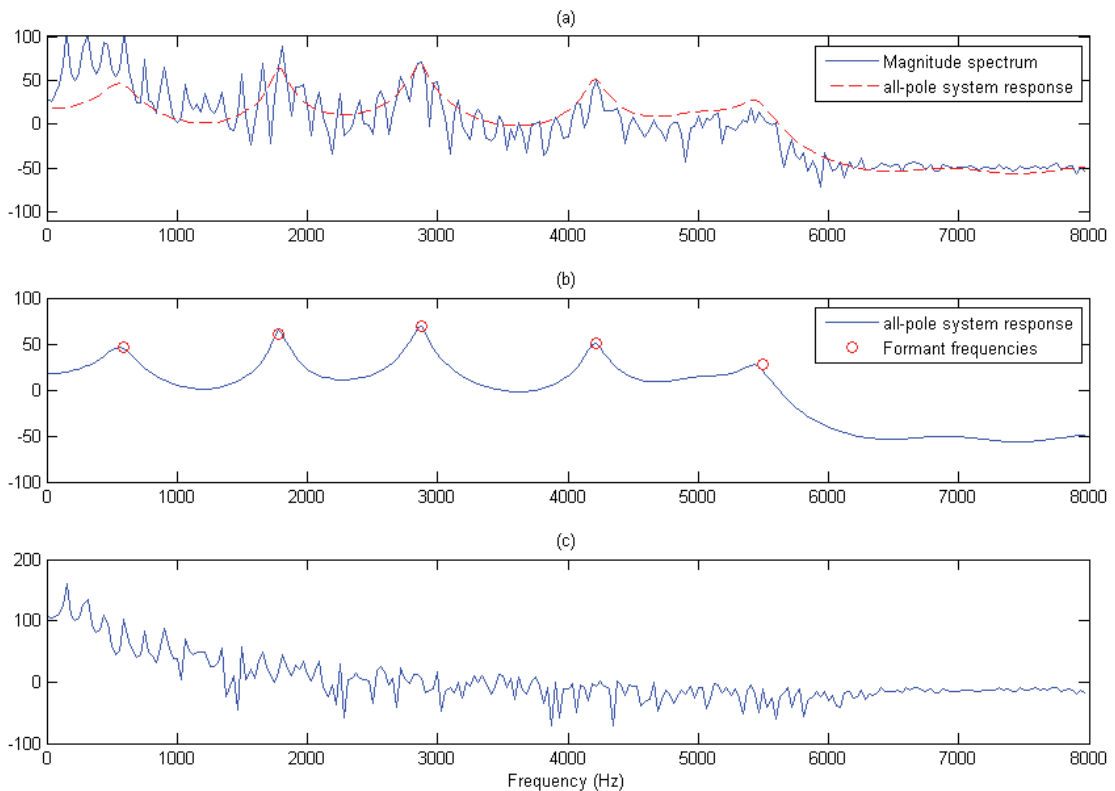 (a)
100
50
0
-50
-100
0 1000 2000 3000 4000 5000 6000 7000 8000
Magnitude spectrum
all-pole system response
(b)
100
50
0
-50
-100
0 1000 2000 3000 4000 5000 6000 7000 8000
all-pole system response
Formant frequencies
(c)
200
100
0
-100
0 1000 2000 3000 4000 5000 6000 7000 8000
Frequency (Hz)